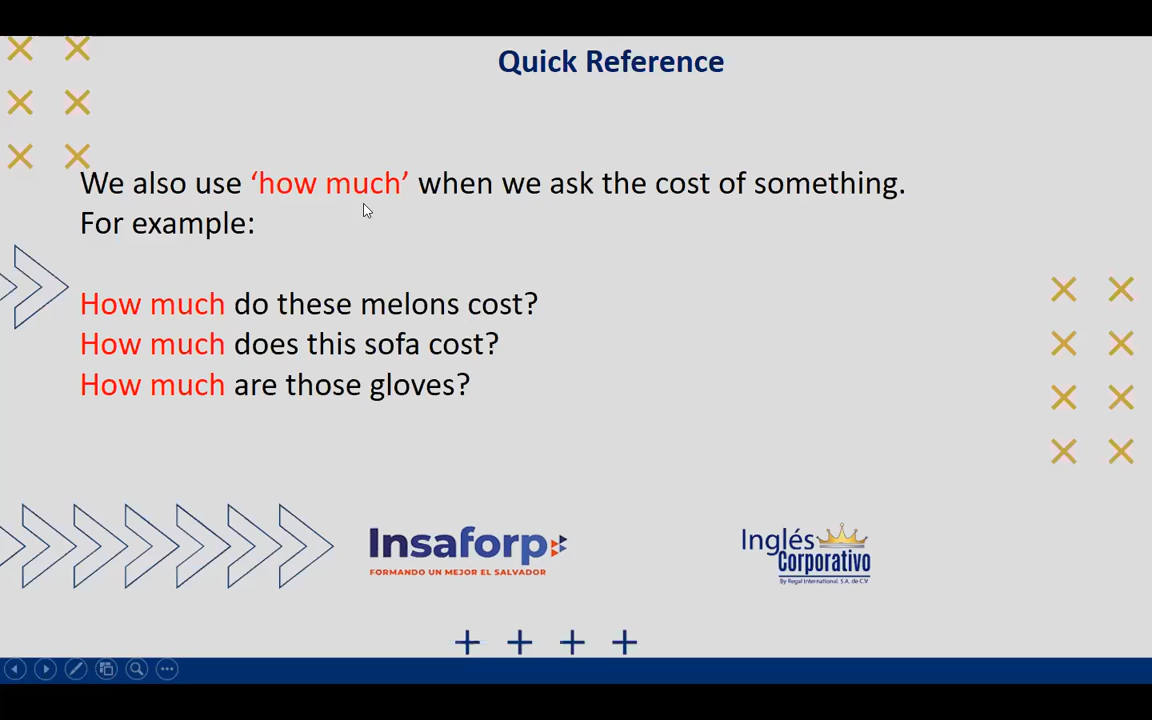 Quick Reference
We also use ‘how much’ when we ask the cost of something.
For example:
How much do these melons cost?
How much does this sofa cost?
How much are those gloves?
Insaforp
FORMANDO UN MEJOR EL SALVADOR
Inglés
Corporativo
By Regal International, S.A. de C.V.